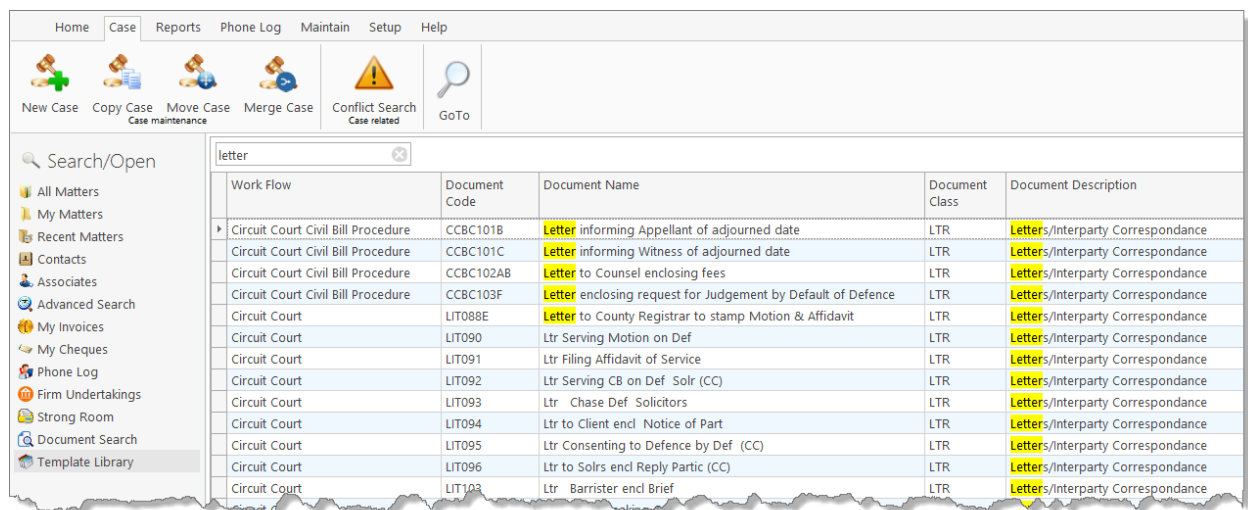 Home Case Reports Phone Log Maintain Setup Help
New Case Copy Case Move Case Merge Case Conflict Search GoTo
Case maintenance Case related
Search/Open
All Matters
My Matters
Recent Matters
Contacts
Associates
Advanced Search
My Invoices
My Cheques
Phone Log
Firm Undertakings
Strong Room
Document Search
Template Library
letter
Work Flow Document Code Document Name Document Class Document Description
Circuit Court Civil Bill Procedure CCBC101B Letter informing Appellant of adjourned date LTR Letters/Interparty Correspondance
Circuit Court Civil Bill Procedure CCBC101C Letter informing Witness of adjourned date LTR Letters/Interparty Correspondance
Circuit Court Civil Bill Procedure CCBC102AB Letter to Counsel enclosing fees LTR Letters/Interparty Correspondance
Circuit Court Civil Bill Procedure CCBC103F Letter enclosing request for Judgement by Default of Defence LTR Letters/Interparty Correspondance
Circuit Court LIT088E Letter to County Registrar to stamp Motion & Affidavit LTR Letters/Interparty Correspondance
Circuit Court LIT090 Ltr Serving Motion on Def LTR Letters/Interparty Correspondance
Circuit Court LIT091 Ltr Filing Affidavit of Service LTR Letters/Interparty Correspondance
Circuit Court LIT092 Ltr Serving CB on Def Solr (CC) LTR Letters/Interparty Correspondance
Circuit Court LIT093 Ltr Chase Def Solicitors LTR Letters/Interparty Correspondance
Circuit Court LIT094 Ltr to Client encl Notice of Part LTR Letters/Interparty Correspondance
Circuit Court LIT095 Ltr Consenting to Defence by Def (CC) LTR Letters/Interparty Correspondance
Circuit Court LIT096 Ltr to Solrs encl Reply Partic (CC) LTR Letters/Interparty Correspondance
Circuit Court LIT103 Ltr Barrister encl Brief LTR Letters/Interparty Correspondance